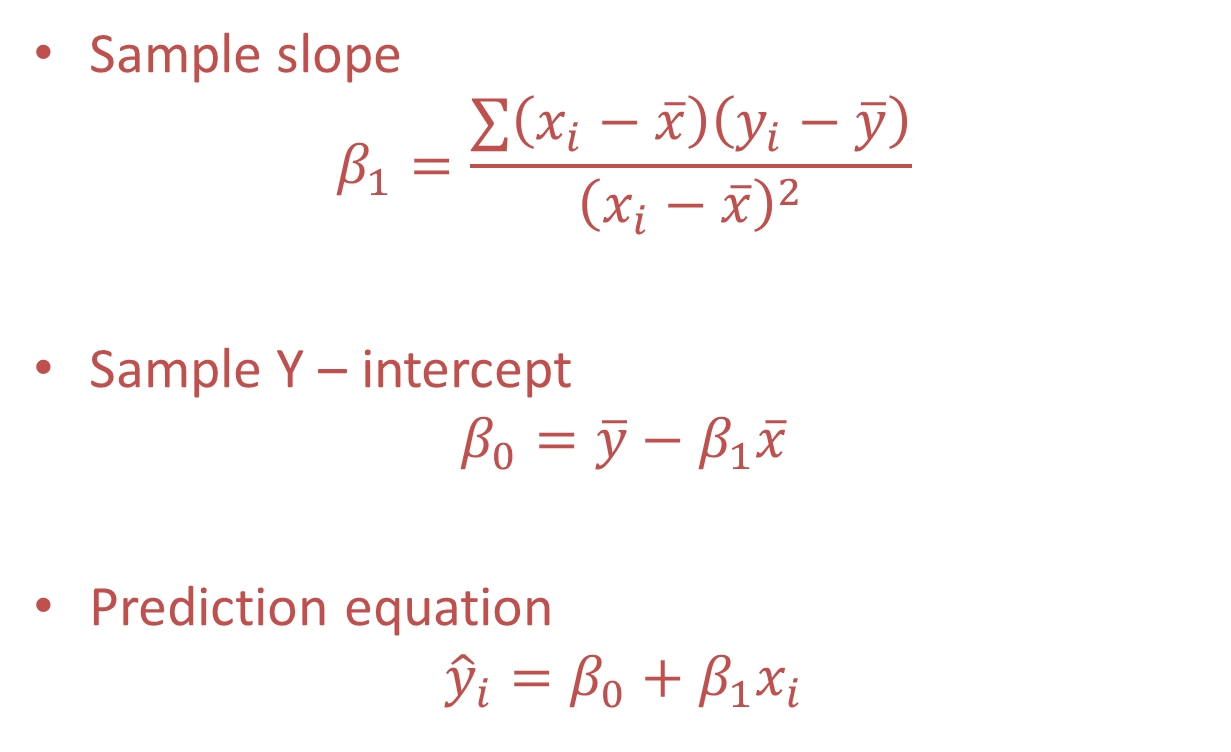 • Sample slope
β₁ = ∑(xᵢ − x̄)(yᵢ − ȳ) / (xᵢ − x̄)²
• Sample Y – intercept
β₀ = ȳ − β₁x̄
• Prediction equation
ŷᵢ = β₀ + β₁xᵢ